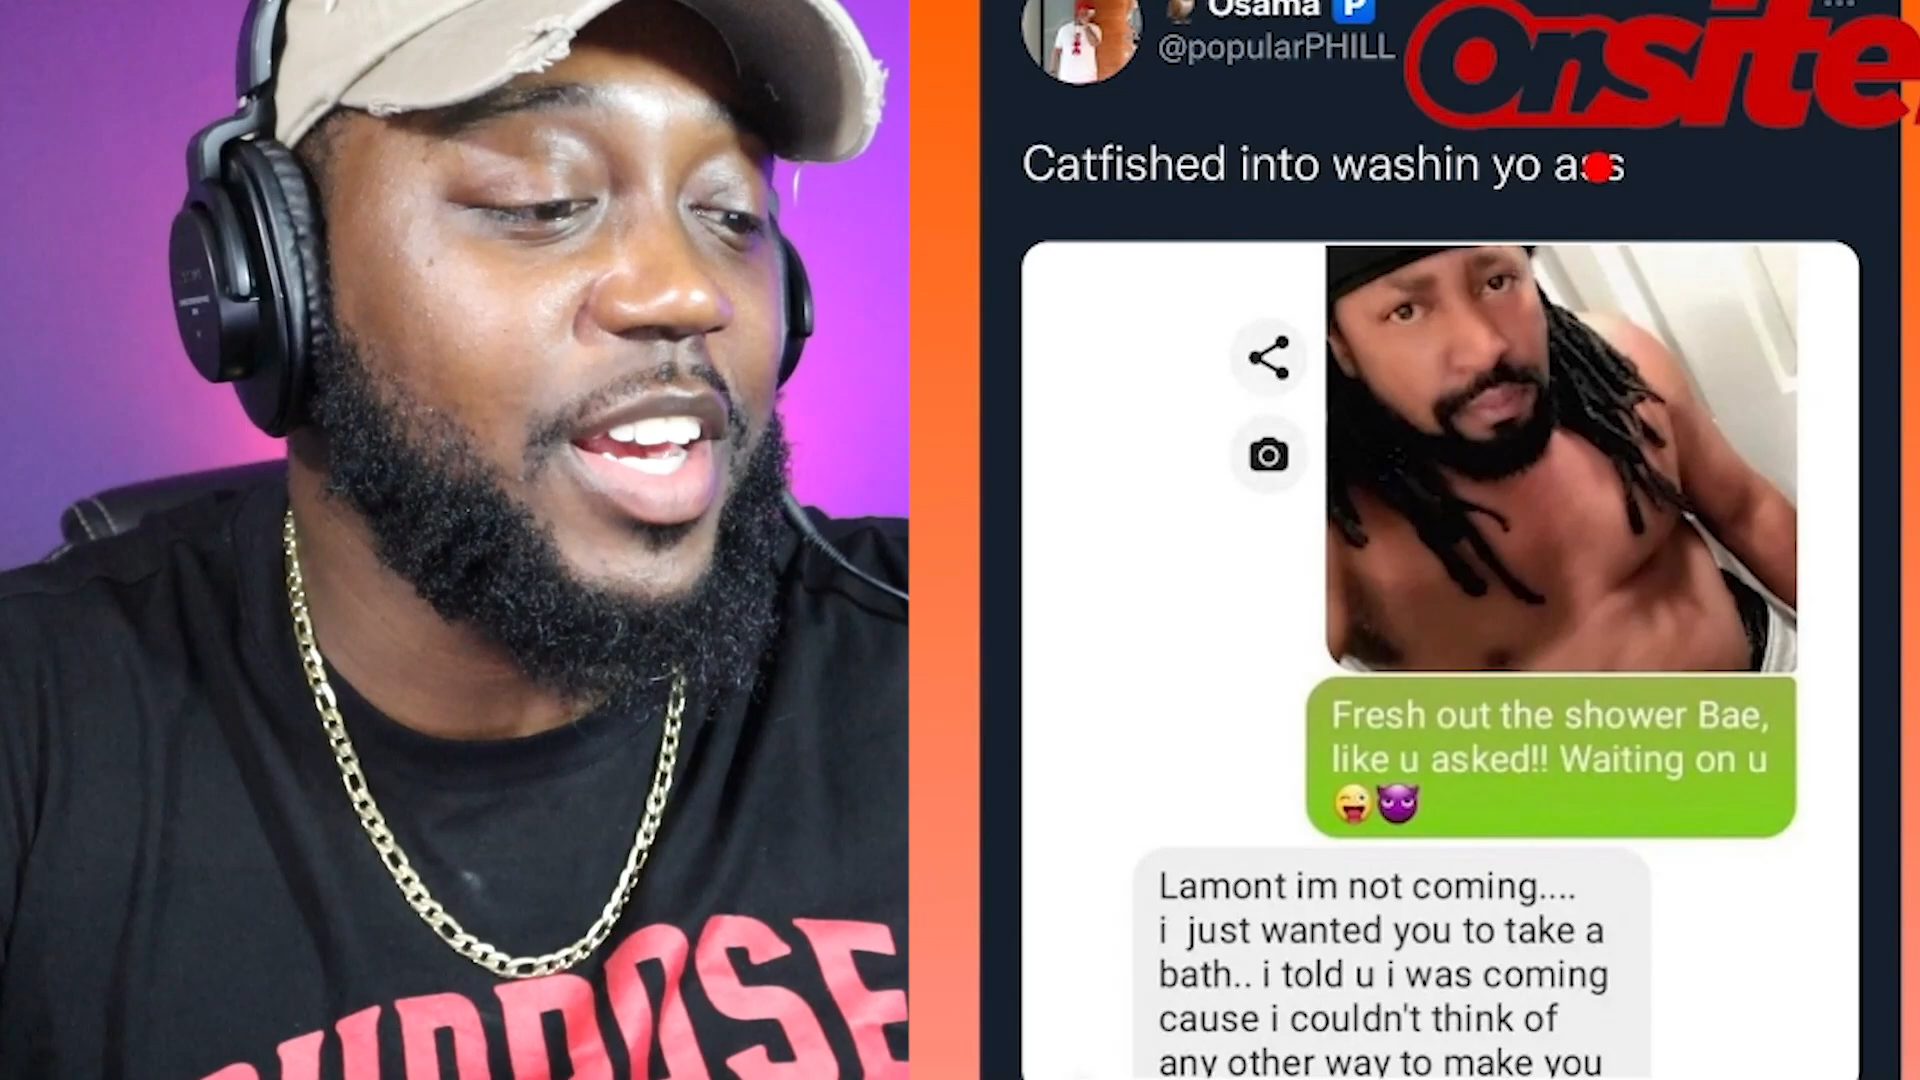 Osama P
@popularPHILL
Onsite
Catfished into washin yo ass
Fresh out the shower Bae,
like u asked!! Waiting on u
😜😈
Lamont im not coming....
i just wanted you to take a
bath.. i told u i was coming
cause i couldn't think of
any other way to make you
PURPOSE